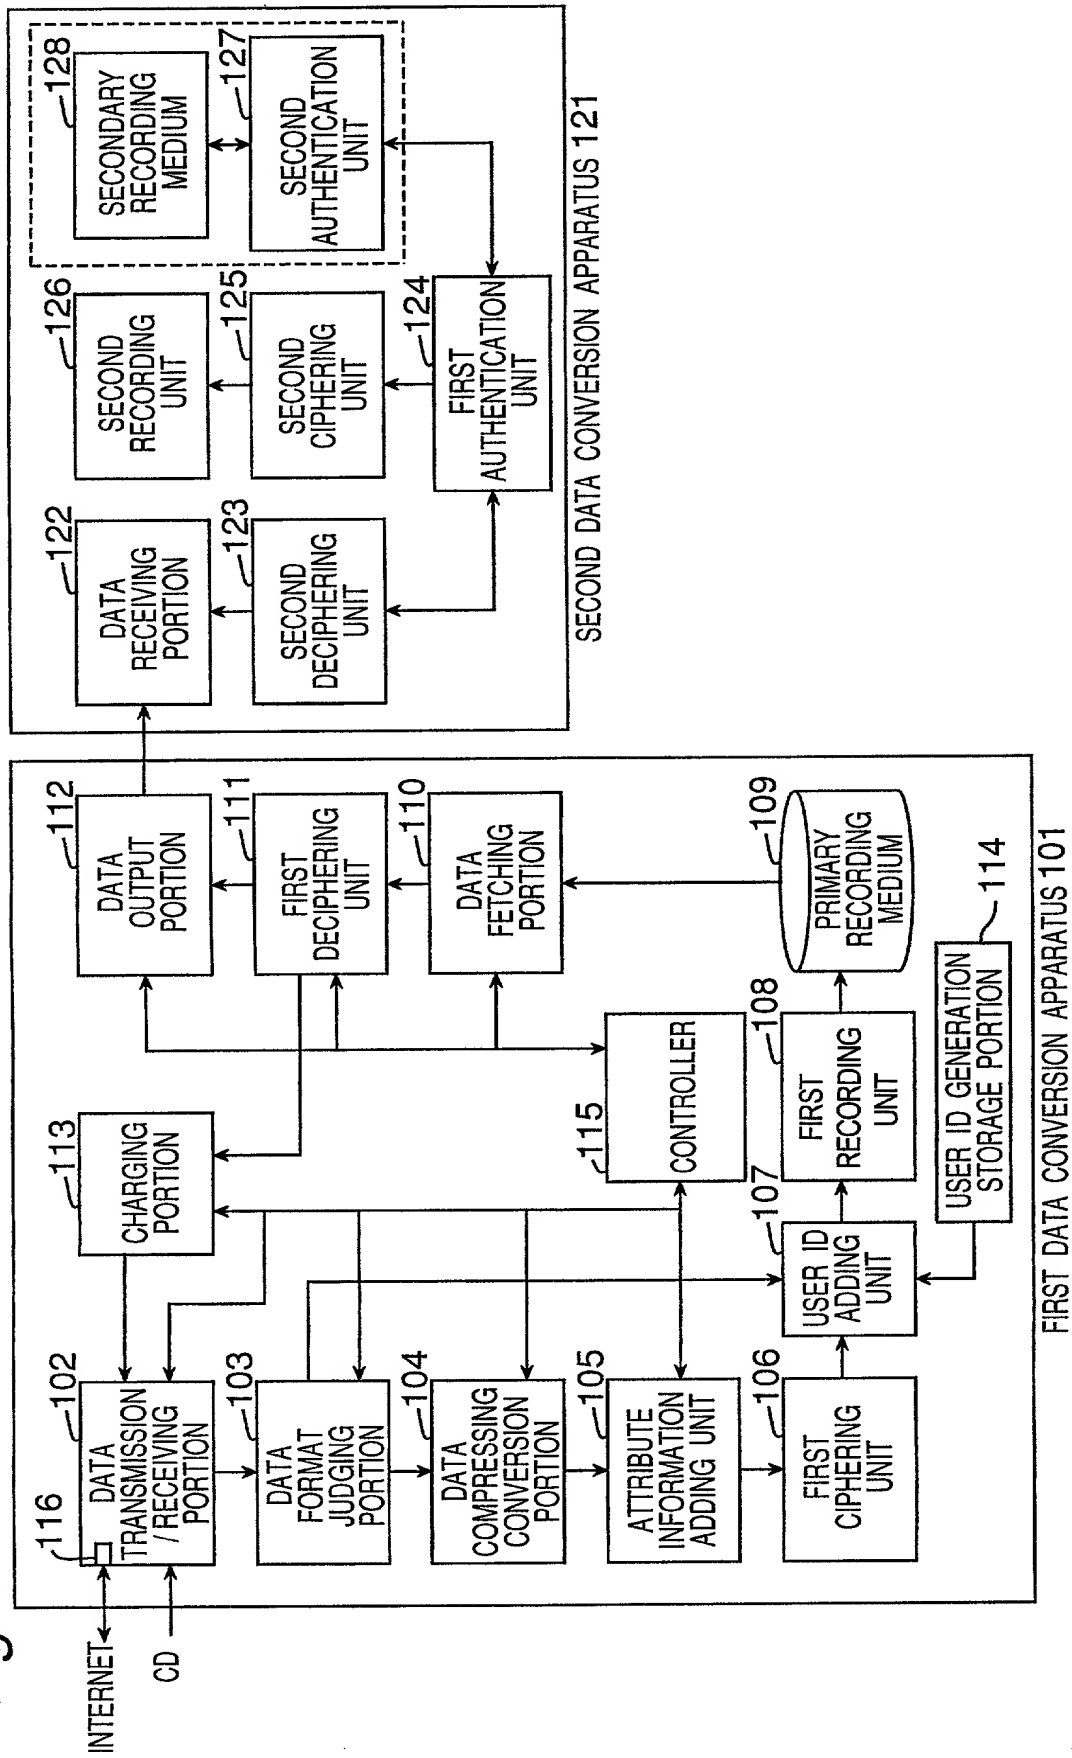 INTERNET
CD
116
DATA
TRANSMISSION
/RECEIVING
PORTION
102
DATA
FORMAT
JUDGING
PORTION
103
DATA
COMPRESSING
CONVERSION
PORTION
104
ATTRIBUTE
INFORMATION
ADDING UNIT
105
FIRST
CIPHERING
UNIT
106
USER ID
ADDING
UNIT
107
FIRST
RECORDING
UNIT
108
PRIMARY
RECORDING
MEDIUM
109
DATA
FETCHING
PORTION
110
FIRST
DECIPHERING
UNIT
111
DATA
OUTPUT
PORTION
112
CHARGING
PORTION
113
USER ID GENERATION
STORAGE PORTION
114
CONTROLLER
115
FIRST DATA CONVERSION APPARATUS 101
DATA
RECEIVING
PORTION
122
SECOND
DECIPHERING
UNIT
123
FIRST
AUTHENTICATION
UNIT
124
SECOND
CIPHERING
UNIT
125
SECOND
RECORDING
UNIT
126
SECOND
AUTHENTICATION
UNIT
127
SECONDARY
RECORDING
MEDIUM
128
SECOND DATA CONVERSION APPARATUS 121